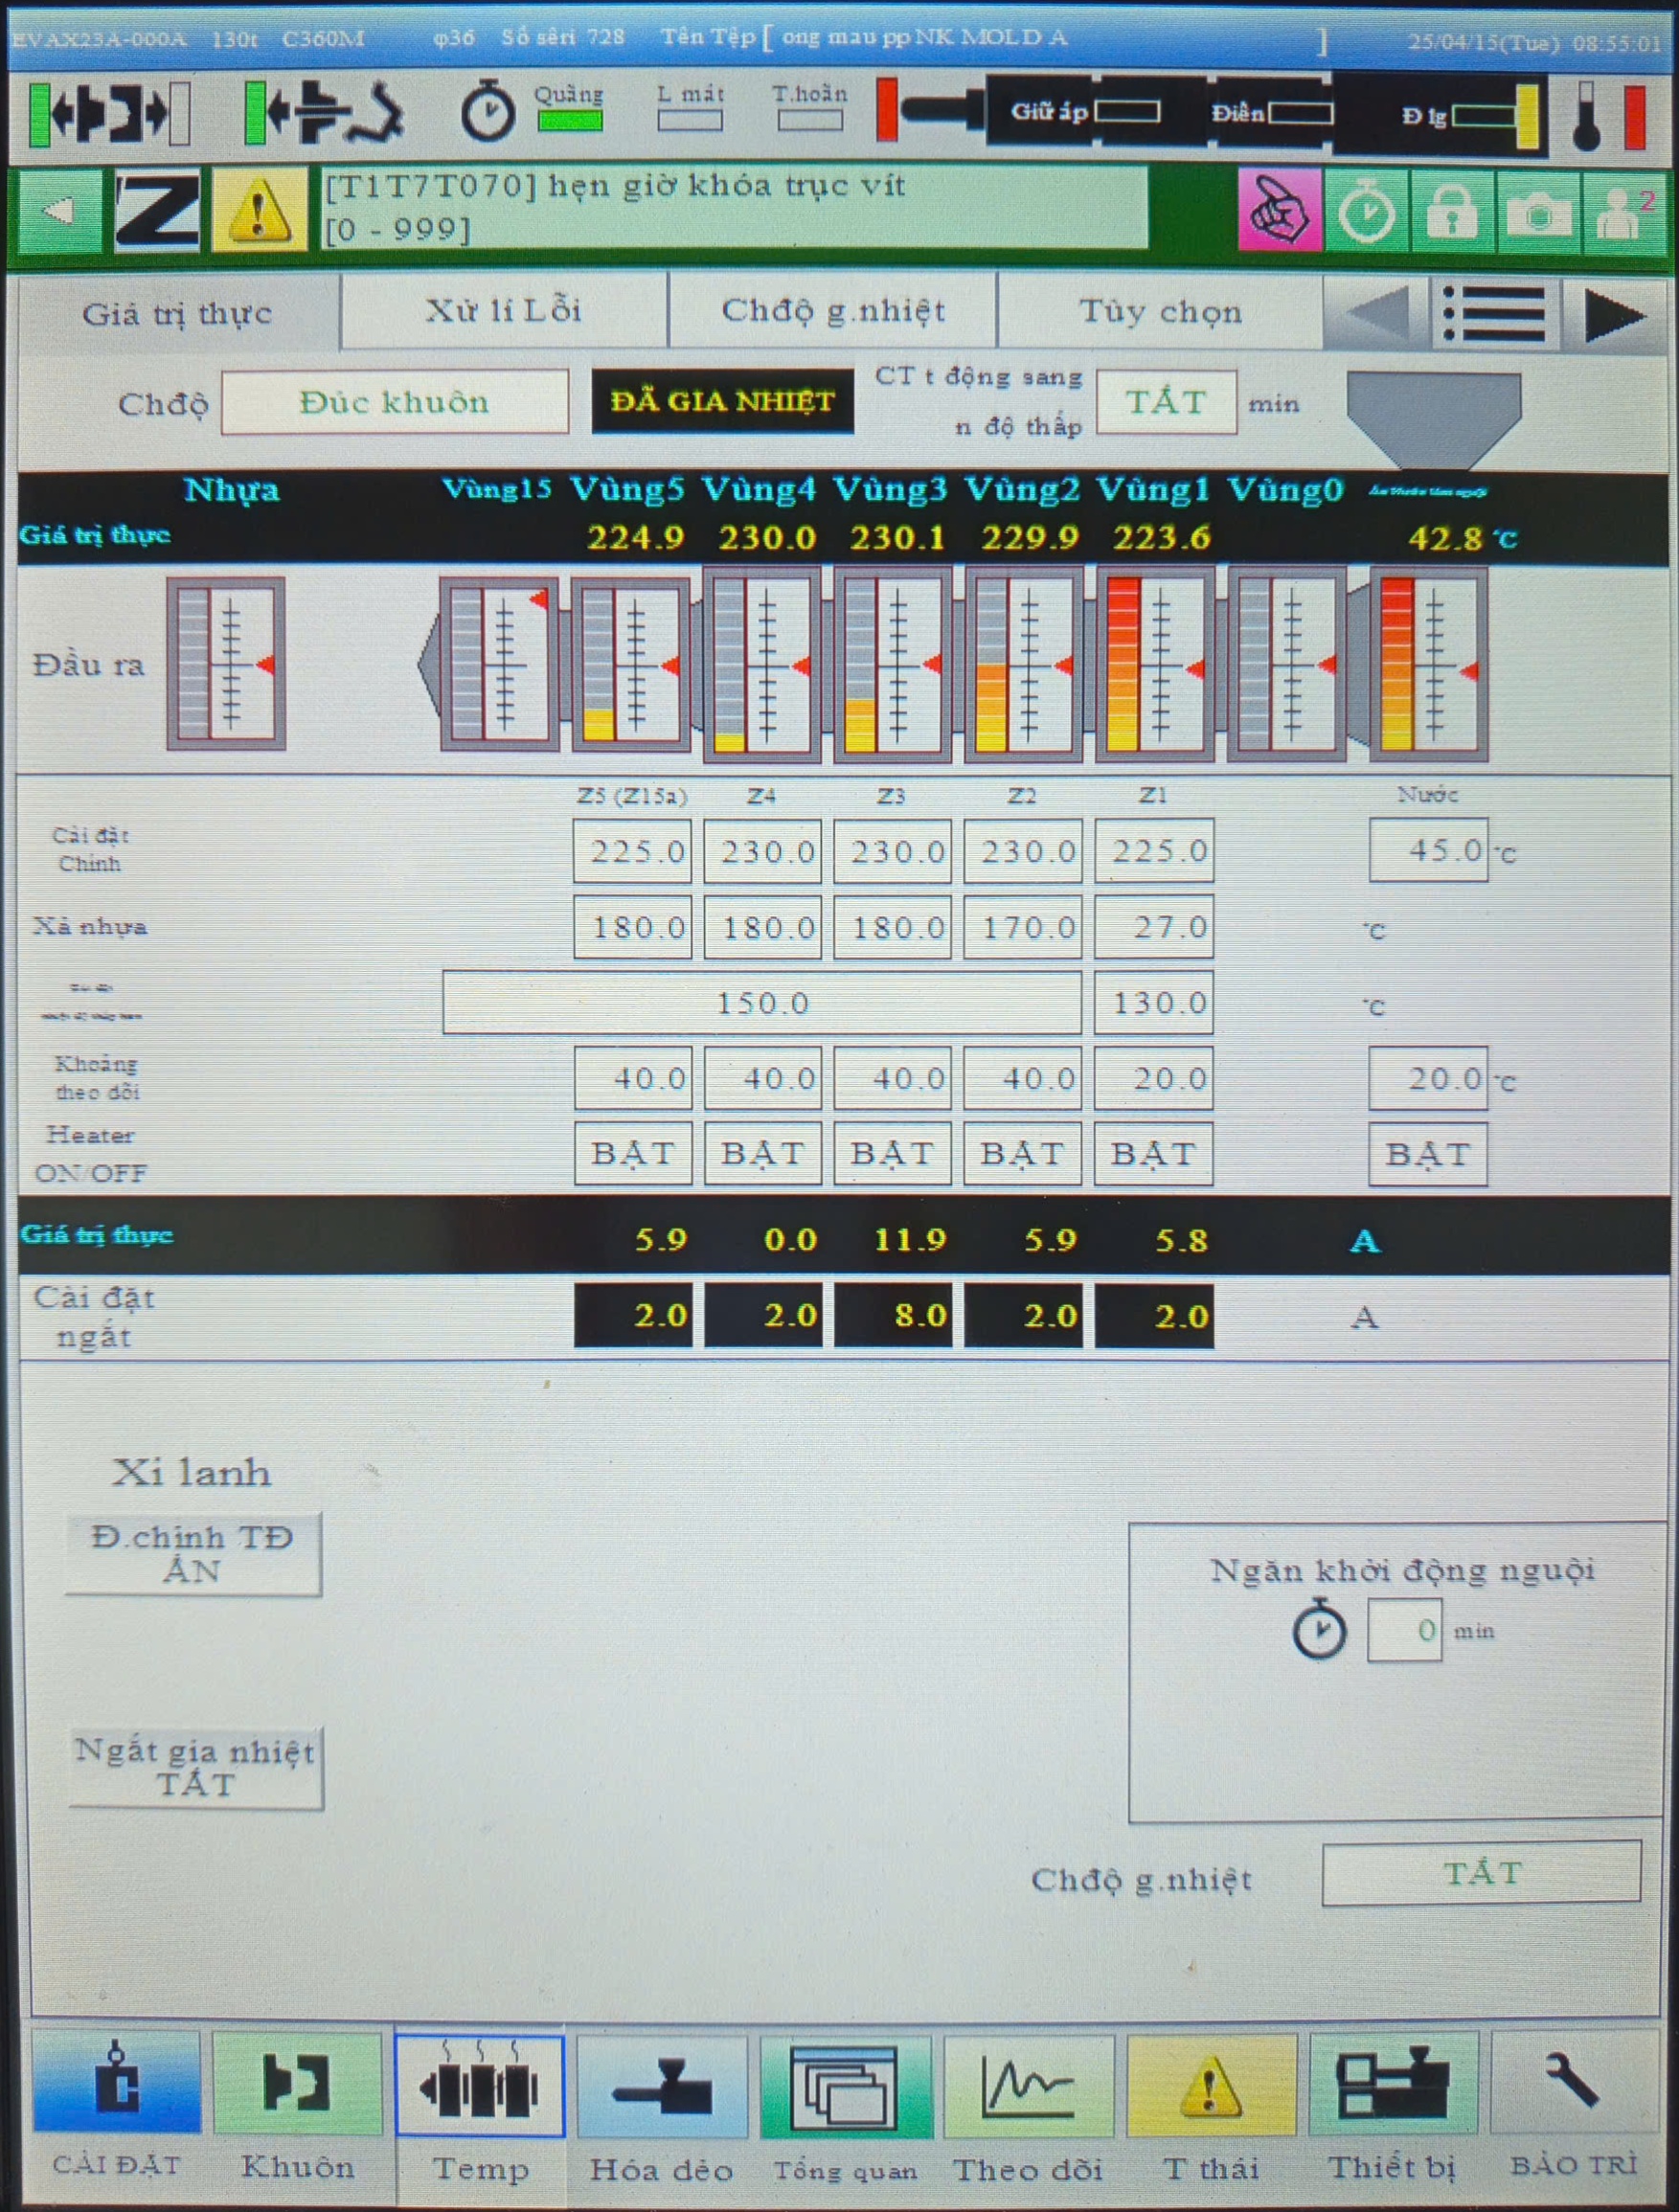 EVAX23A-000A 130t C360M φ36 Số sêri 728 Tên Tệp [ ong mau pp NK MOLD A ] 25/04/15(Tue) 08:55:01
Quãng L mát T.hoãn Giữ áp Điền Đ lg
[T1T7T070] hẹn giờ khóa trục vít
[0 - 999]
2
Giá trị thực Xử lí Lỗi Chđộ g.nhiệt Tùy chọn
Chđộ Đúc khuôn ĐÃ GIA NHIỆT CT t động sang
n độ thấp TẮT min
Nhựa Vùng15 Vùng5 Vùng4 Vùng3 Vùng2 Vùng1 Vùng0
Giá trị thực 224.9 230.0 230.1 229.9 223.6 42.8 °C
Đầu ra
Z5 (Z15a) Z4 Z3 Z2 Z1 Nước
Cài đặt
Chính 225.0 230.0 230.0 230.0 225.0 45.0 °C
Xả nhựa 180.0 180.0 180.0 170.0 27.0 °C
150.0 130.0 °C
Khoảng
theo dõi 40.0 40.0 40.0 40.0 20.0 20.0 °C
Heater
ON/OFF BẬT BẬT BẬT BẬT BẬT BẬT
Giá trị thực 5.9 0.0 11.9 5.9 5.8 A
Cài đặt
ngắt 2.0 2.0 8.0 2.0 2.0 A
Xi lanh
Đ.chỉnh TĐ
ẤN
Ngăn khởi động nguội
0 min
Ngắt gia nhiệt
TẮT
Chđộ g.nhiệt TẮT
CÀI ĐẶT Khuôn Temp Hóa dẻo Tổng quan Theo dõi T thái Thiết bị BẢO TRÌ